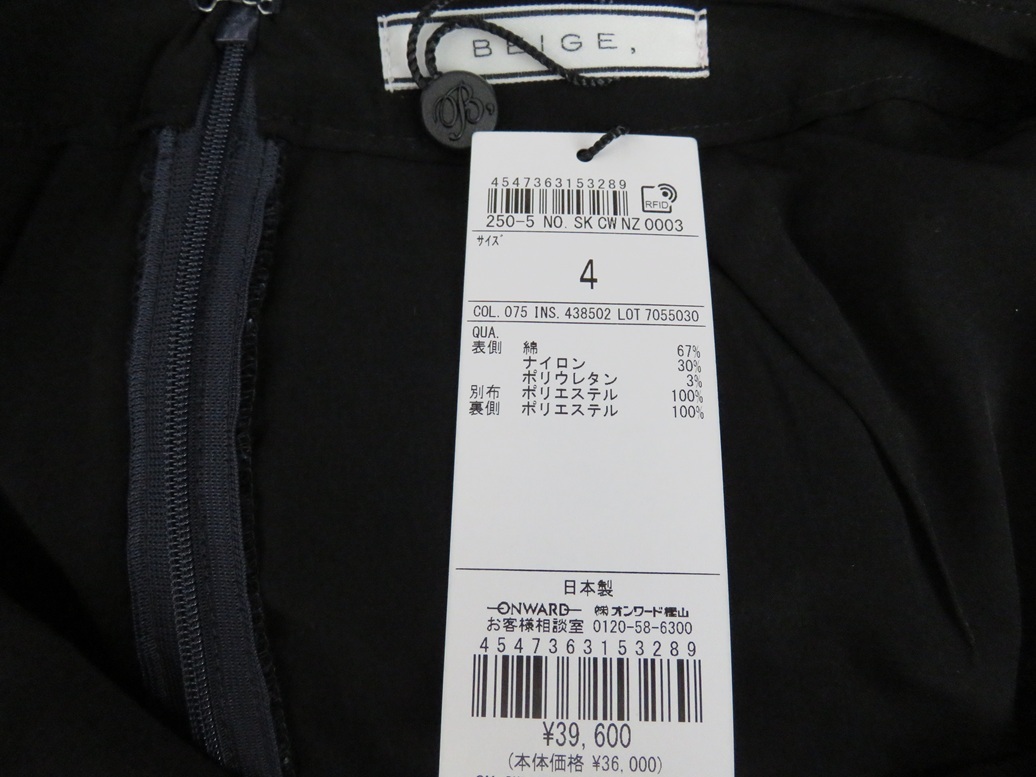 BEIGE,
B,
4547363153289
RFID
250-5 NO. SK CW NZ 0003
サイズ
4
COL. 075 INS. 438502 LOT 7055030
QUA.
表側 綿 67%
ナイロン 30%
ポリウレタン 3%
別布 ポリエステル 100%
裏側 ポリエステル 100%
日本製
ONWARD ㈱オンワード樫山
お客様相談室 0120-58-6300
4547363153289
¥39,600
(本体価格 ¥36,000)